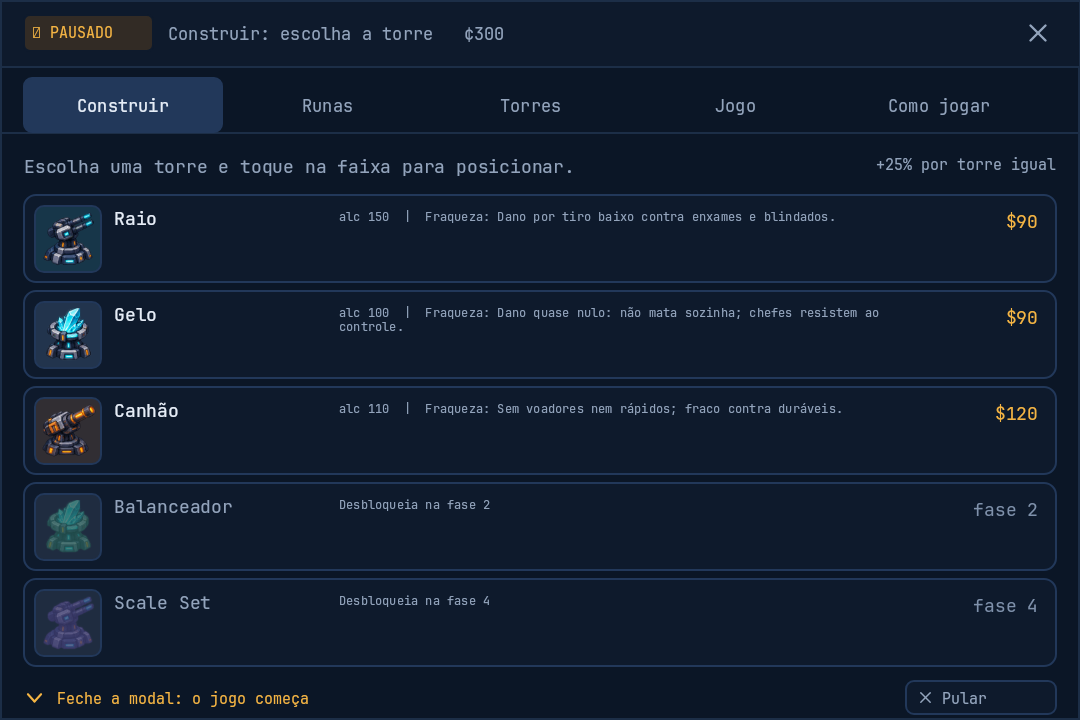 PAUSADO Construir: escolha a torre ¢300
Construir Runas Torres Jogo Como jogar
Escolha uma torre e toque na faixa para posicionar. +25% por torre igual
Raio alc 150 | Fraqueza: Dano por tiro baixo contra enxames e blindados. $90
Gelo alc 100 | Fraqueza: Dano quase nulo: não mata sozinha; chefes resistem ao $90
controle.
Canhão alc 110 | Fraqueza: Sem voadores nem rápidos; fraco contra duráveis. $120
Balanceador Desbloqueia na fase 2 fase 2
Scale Set Desbloqueia na fase 4 fase 4
Feche a modal: o jogo começa Pular